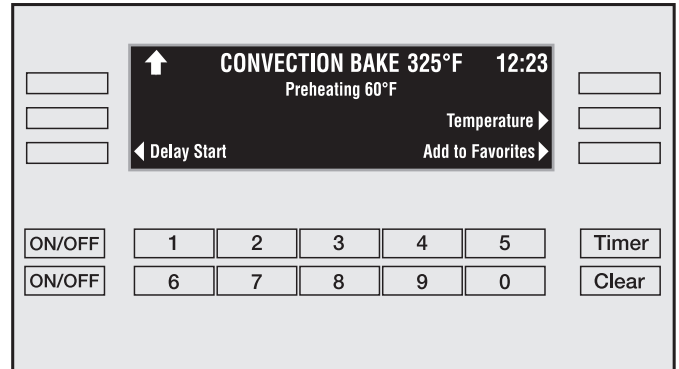 CONVECTION BAKE 325°F 12:23
Preheating 60°F
Temperature
Delay Start Add to Favorites
ON/OFF 1 2 3 4 5 Timer
ON/OFF 6 7 8 9 0 Clear